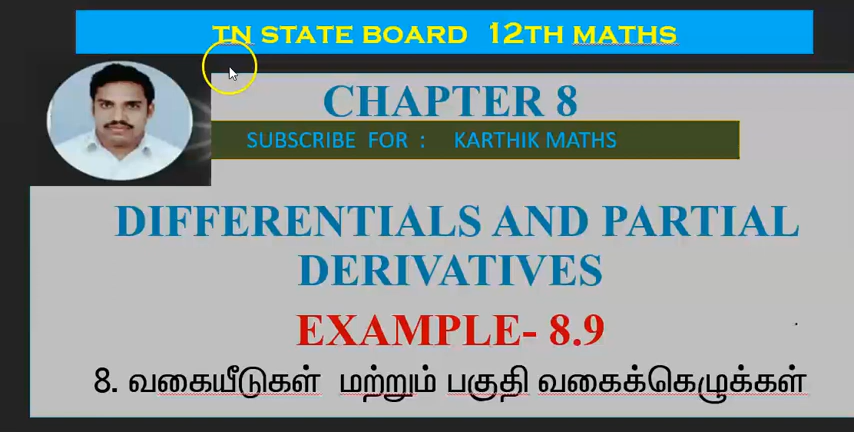 TN STATE BOARD 12TH MATHS
CHAPTER 8
SUBSCRIBE FOR : KARTHIK MATHS
DIFFERENTIALS AND PARTIAL
DERIVATIVES
EXAMPLE- 8.9
8. வகையீடுகள் மற்றும் பகுதி வகைக்கெழுக்கள்